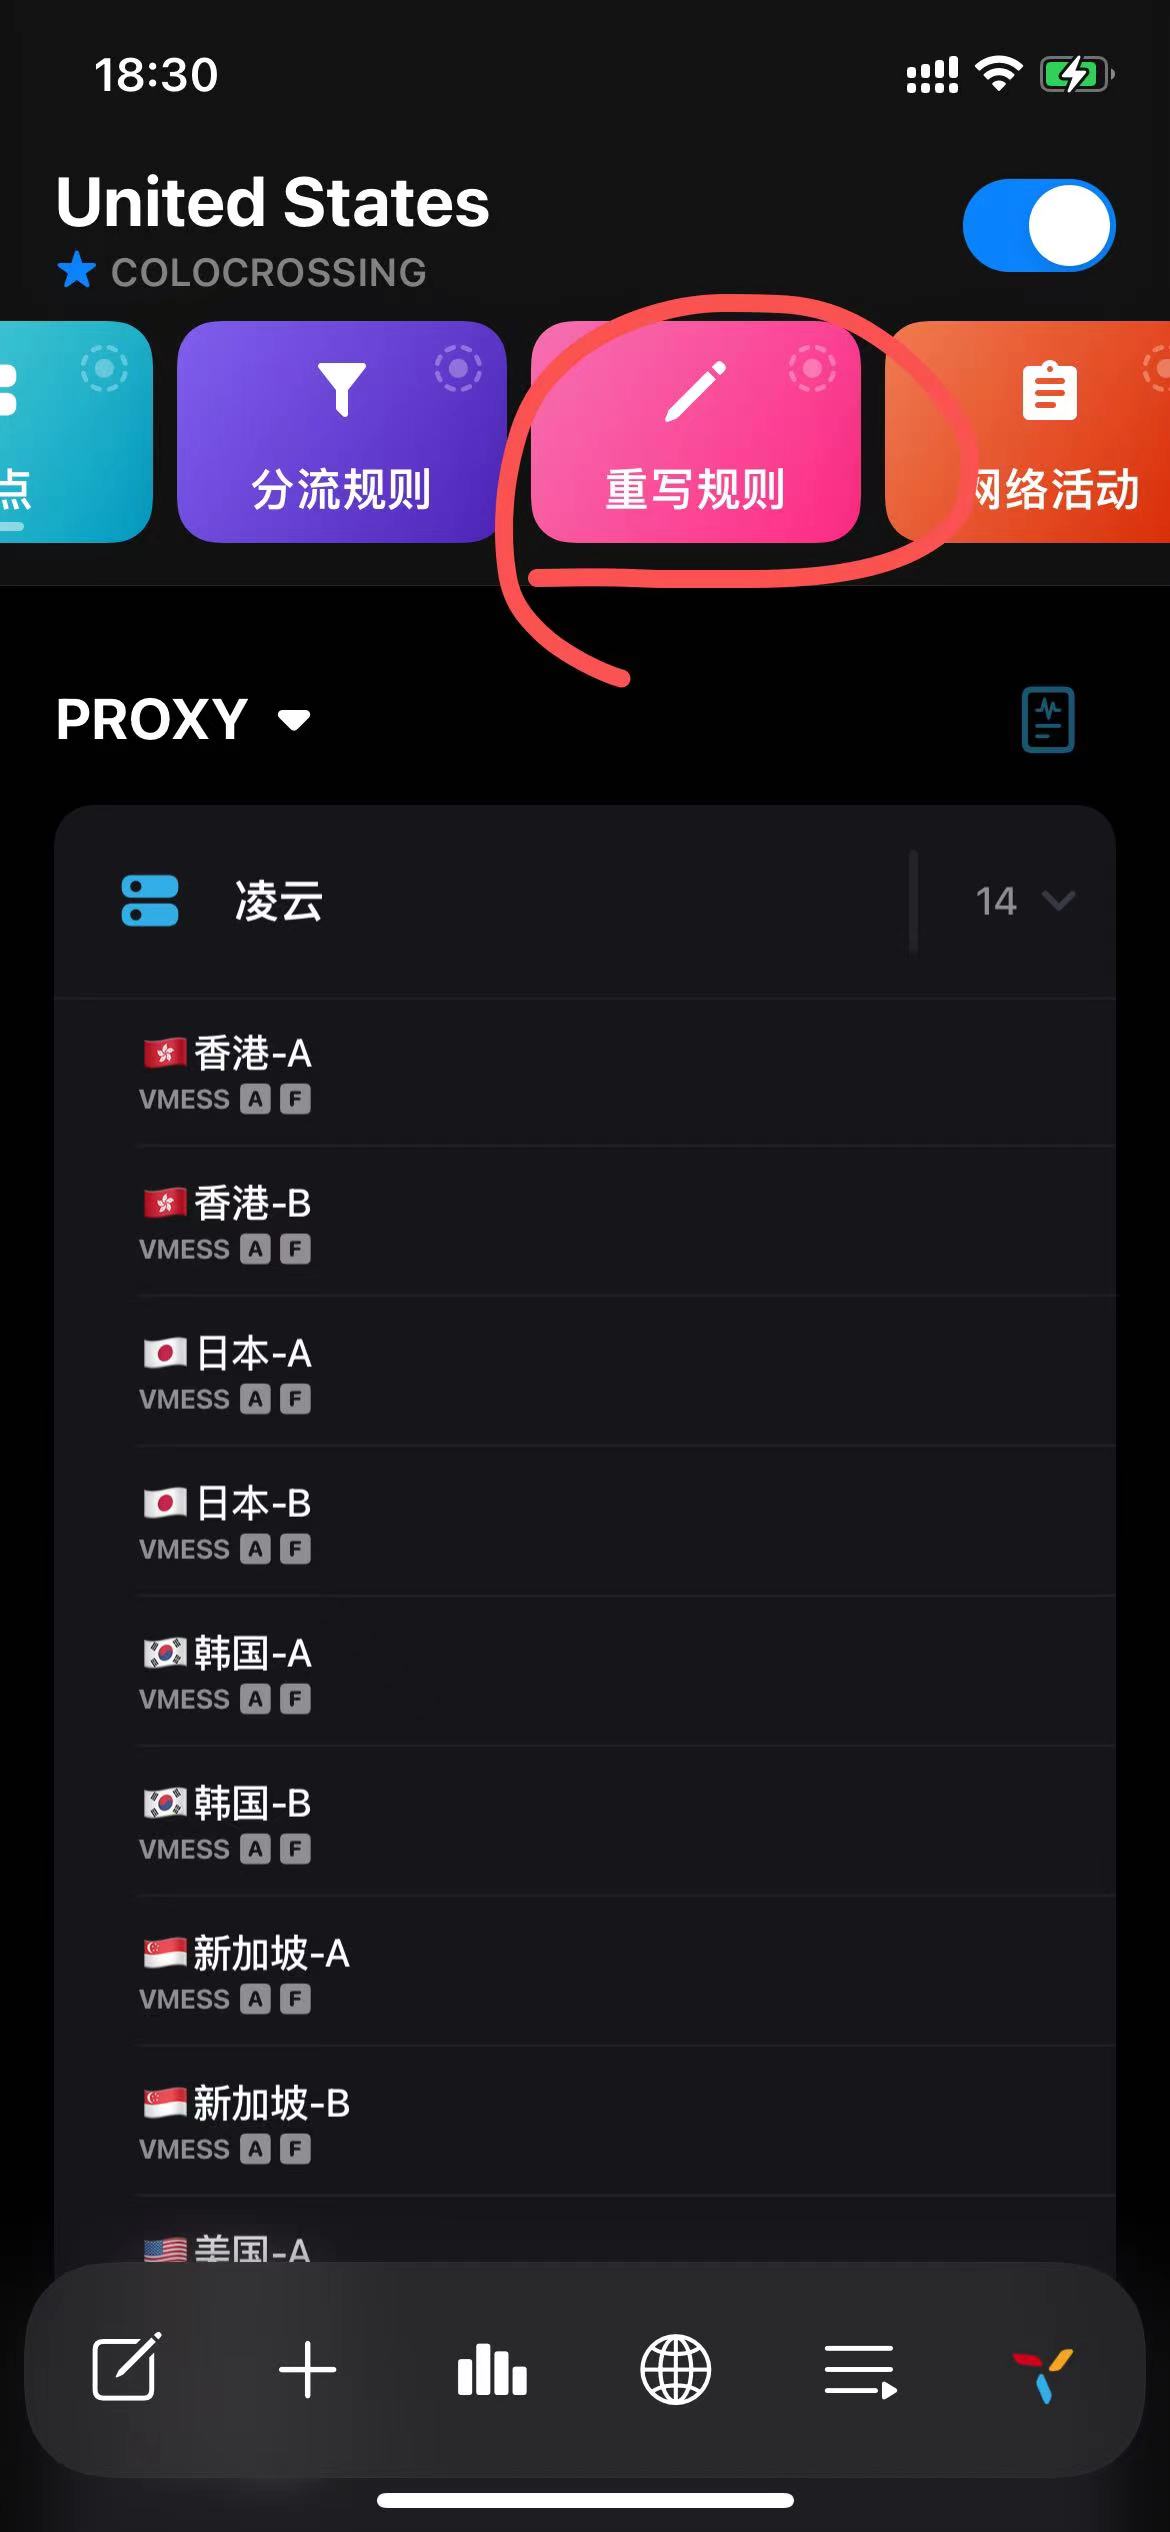 18:30
United States
COLOCROSSING
点
分流规则
重写规则
网络活动
PROXY
凌云
14
🇭🇰香港-A
VMESS A F
🇭🇰香港-B
VMESS A F
🇯🇵日本-A
VMESS A F
🇯🇵日本-B
VMESS A F
🇰🇷韩国-A
VMESS A F
🇰🇷韩国-B
VMESS A F
🇸🇬新加坡-A
VMESS A F
🇸🇬新加坡-B
VMESS A F
🇺🇸美国-A